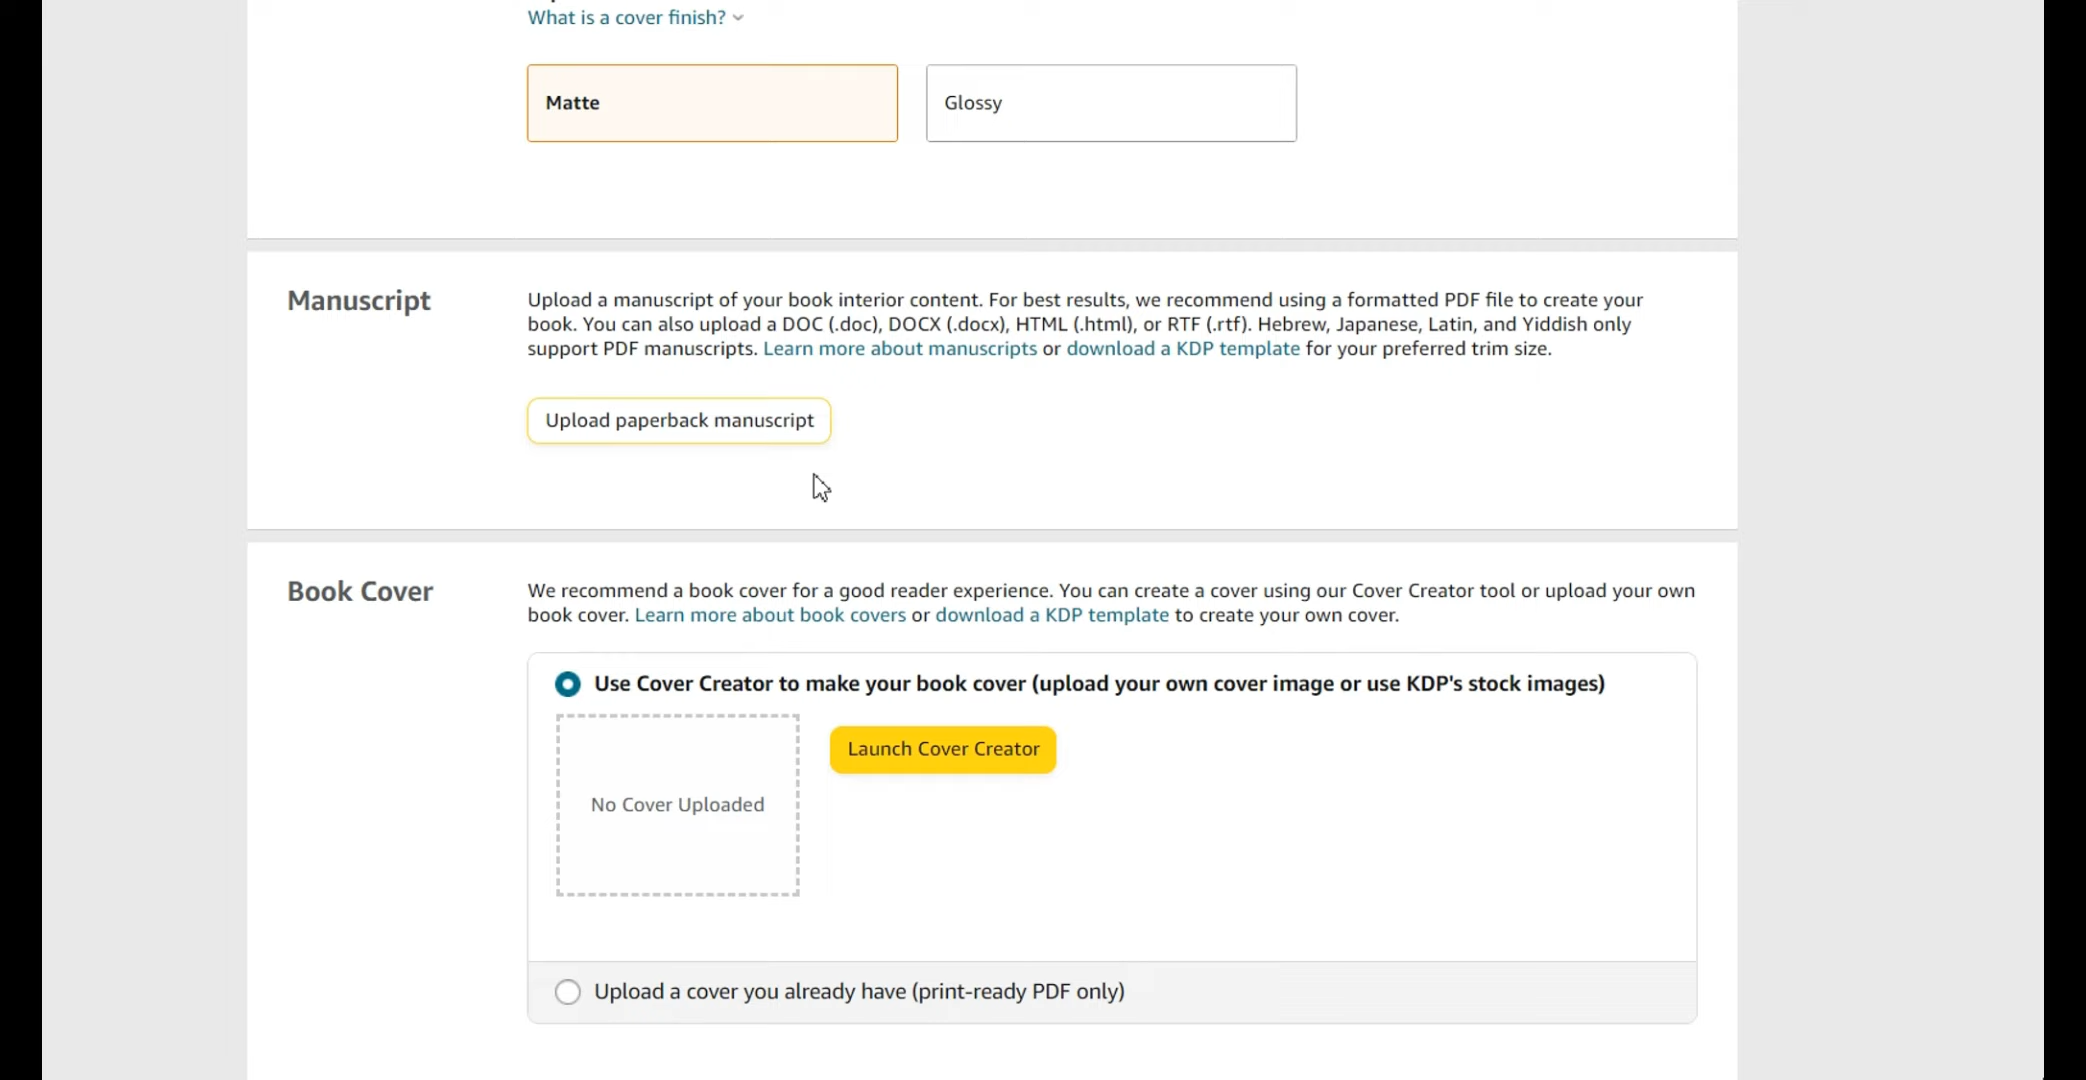 What is a cover finish?
Matte
Glossy
Manuscript
Upload a manuscript of your book interior content. For best results, we recommend using a formatted PDF file to create your
book. You can also upload a DOC (.doc), DOCX (.docx), HTML (.html), or RTF (.rtf). Hebrew, Japanese, Latin, and Yiddish only
support PDF manuscripts. Learn more about manuscripts or download a KDP template for your preferred trim size.
Upload paperback manuscript
Book Cover
We recommend a book cover for a good reader experience. You can create a cover using our Cover Creator tool or upload your own
book cover. Learn more about book covers or download a KDP template to create your own cover.
Use Cover Creator to make your book cover (upload your own cover image or use KDP's stock images)
Launch Cover Creator
No Cover Uploaded
Upload a cover you already have (print-ready PDF only)